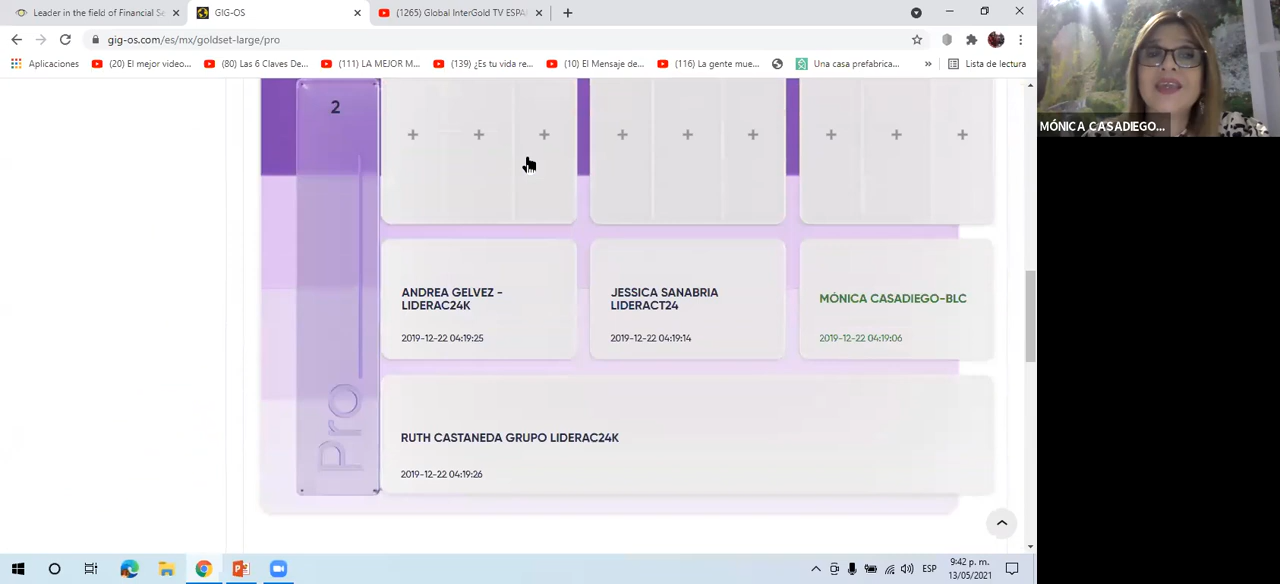 Leader in the field of Financial Se
GIG-OS
(1265) Global InterGold TV ESPA
gig-os.com/es/mx/goldset-large/pro
Aplicaciones
(20) El mejor video...
(80) Las 6 Claves De...
(111) LA MEJOR M...
(139) ¿Es tu vida re...
(10) El Mensaje de...
(116) La gente mue...
Una casa prefabrica...
»
Lista de lectura
MÓNICA CASADIEGO...
2
+ + + + + + + + +
ANDREA GELVEZ -
LIDERAC24K
2019-12-22 04:19:25
JESSICA SANABRIA
LIDERACT24
2019-12-22 04:19:14
MÓNICA CASADIEGO-BLC
2019-12-22 04:19:06
Pro
RUTH CASTANEDA GRUPO LIDERAC24K
2019-12-22 04:19:26
ESP
9:42 p. m.
13/05/2021